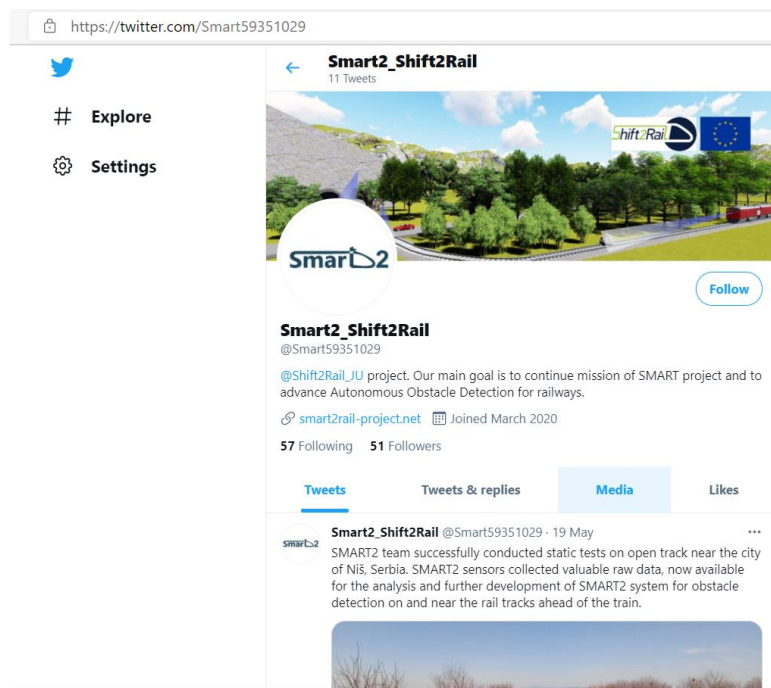 https://twitter.com/Smart59351029
Smart2_Shift2Rail
11 Tweets
Explore
Settings
Shift2Rail
Smart2
Follow
Smart2_Shift2Rail
@Smart59351029
@Shift2Rail_JU project. Our main goal is to continue mission of SMART project and to
advance Autonomous Obstacle Detection for railways.
smart2rail-project.net Joined March 2020
57 Following 51 Followers
Tweets Tweets & replies Media Likes
Smart2_Shift2Rail @Smart59351029 · 19 May ...
smart2
SMART2 team successfully conducted static tests on open track near the city
of Niš, Serbia. SMART2 sensors collected valuable raw data, now available
for the analysis and further development of SMART2 system for obstacle
detection on and near the rail tracks ahead of the train.